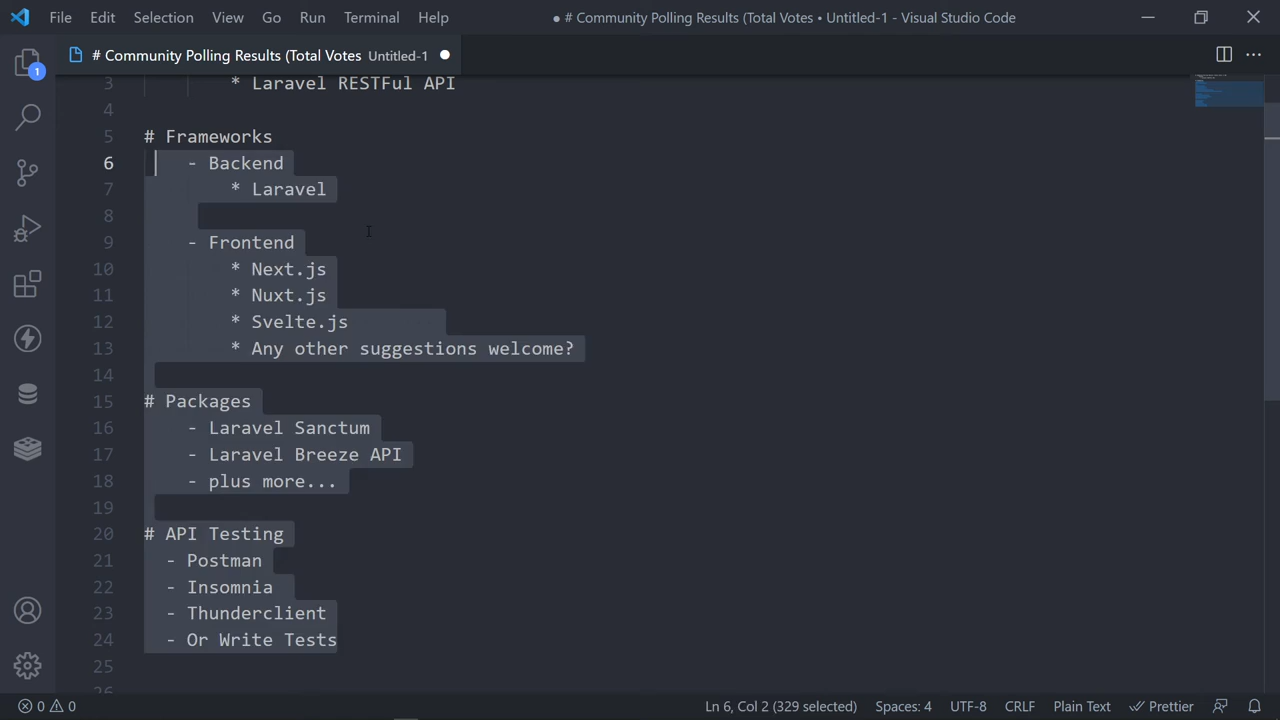 File Edit Selection View Go Run Terminal Help ● # Community Polling Results (Total Votes • Untitled-1 - Visual Studio Code
# Community Polling Results (Total Votes Untitled-1
1
3 * Laravel RESTFul API
4
5 # Frameworks
6 - Backend
7 * Laravel
8
9 - Frontend
10 * Next.js
11 * Nuxt.js
12 * Svelte.js
13 * Any other suggestions welcome?
14
15 # Packages
16 - Laravel Sanctum
17 - Laravel Breeze API
18 - plus more...
19
20 # API Testing
21 - Postman
22 - Insomnia
23 - Thunderclient
24 - Or Write Tests
25
26
0 0 Ln 6, Col 2 (329 selected) Spaces: 4 UTF-8 CRLF Plain Text Prettier